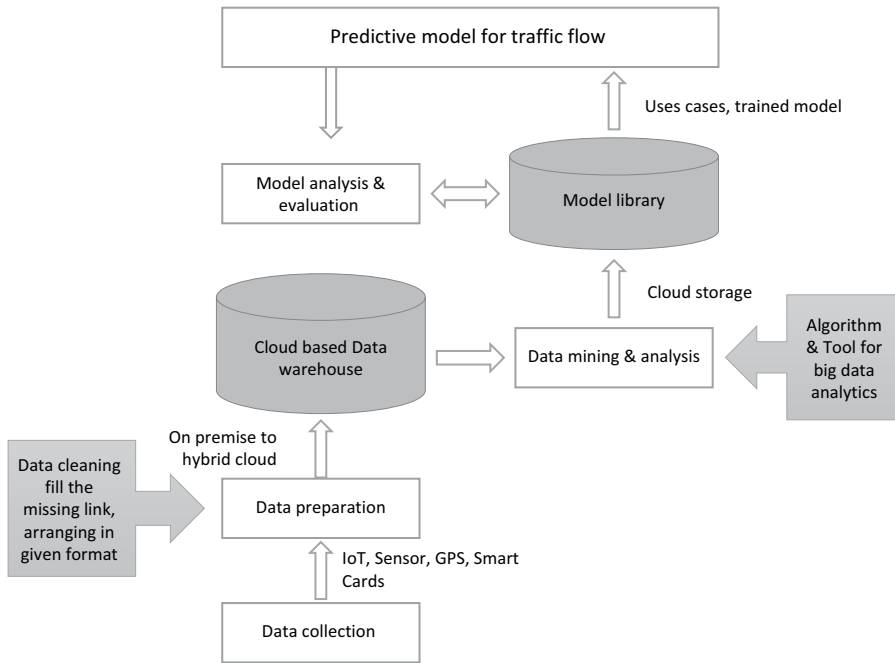 Predictive model for traffic flow
Uses cases, trained model
Model analysis &
evaluation
Model library
Cloud storage
Cloud based Data
warehouse
Data mining & analysis
Algorithm
& Tool for
big data
analytics
On premise to
hybrid cloud
Data cleaning
fill the
missing link,
arranging in
given format
Data preparation
IoT, Sensor, GPS, Smart
Cards
Data collection